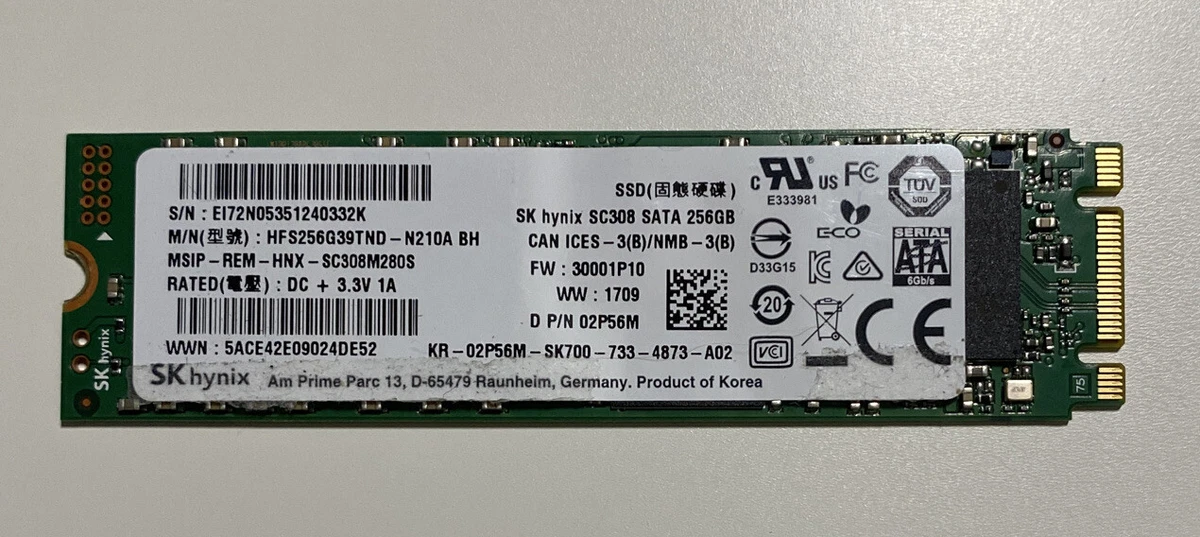 S/N : EI72N05351240332K
M/N(型號) : HFS256G39TND-N210A BH
MSIP-REM-HNX-SC308M280S
RATED(電壓) : DC + 3.3V 1A
WWN : 5ACE42E09024DE52
SSD(固態硬碟)
SK hynix SC308 SATA 256GB
CAN ICES-3(B)/NMB-3(B)
FW : 30001P10
WW : 1709
D P/N 02P56M
KR-02P56M-SK700-733-4873-A02
SK hynix Am Prime Parc 13, D-65479 Raunheim, Germany. Product of Korea
C RU US FC
E333981
TUV
SUD
ECO
D33G15
SERIAL
ATA
6Gb/s
20
VCI
CE
SK hynix
75